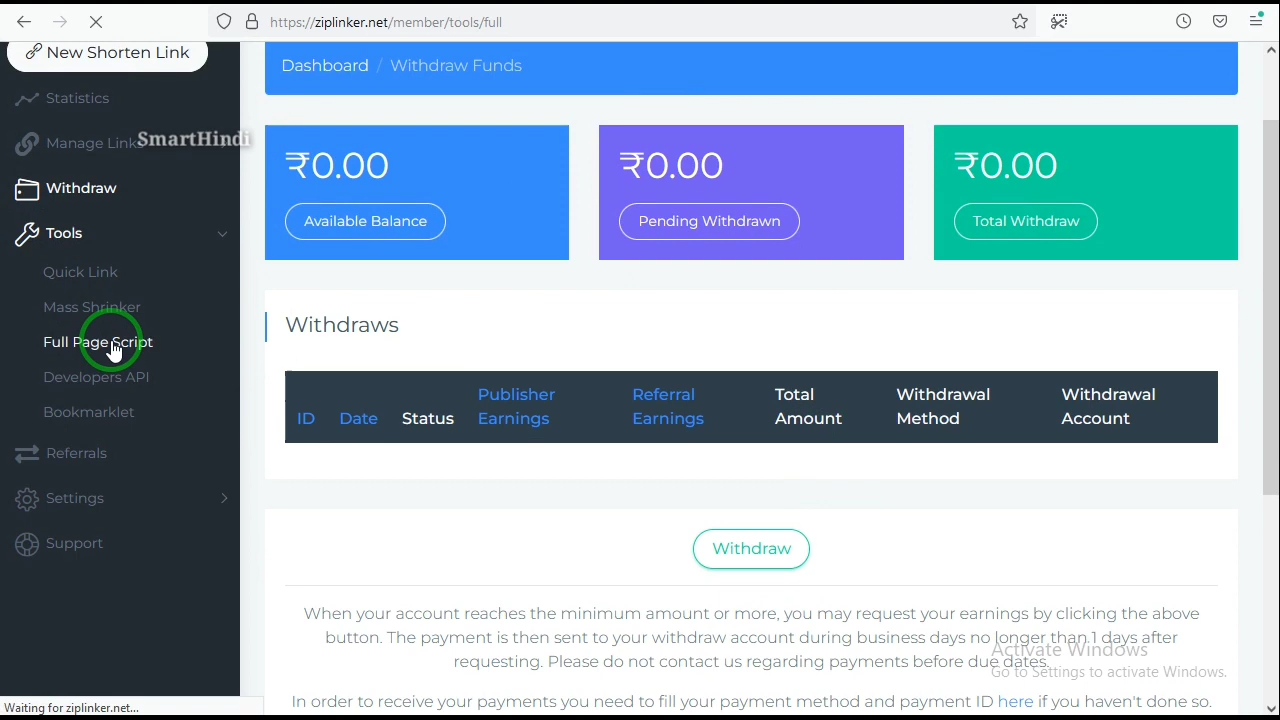 https://ziplinker.net/member/tools/full
New Shorten Link
Statistics
Manage Links
SmartHindi
Withdraw
Tools
Quick Link
Mass Shrinker
Full Page Script
Developers API
Bookmarklet
Referrals
Settings
Support
Dashboard / Withdraw Funds
₹0.00
Available Balance
₹0.00
Pending Withdrawn
₹0.00
Total Withdraw
Withdraws
ID
Date
Status
Publisher
Earnings
Referral
Earnings
Total
Amount
Withdrawal
Method
Withdrawal
Account
Withdraw
When your account reaches the minimum amount or more, you may request your earnings by clicking the above
button. The payment is then sent to your withdraw account during business days no longer than 1 days after
requesting. Please do not contact us regarding payments before due dates.
In order to receive your payments you need to fill your payment method and payment ID here if you haven't done so.
Activate Windows
Go to Settings to activate Windows.
Waiting for ziplinker.net...